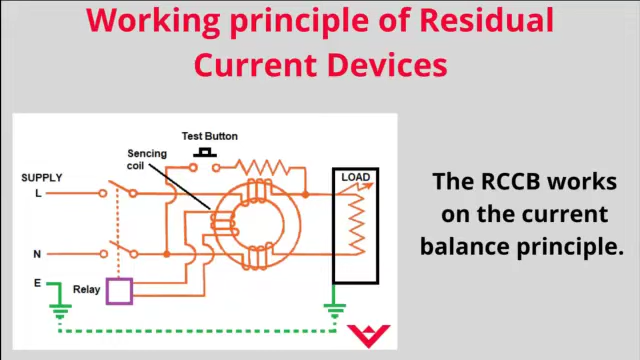 Working principle of Residual
Current Devices
Test Button
Sencing
coil
SUPPLY
LOAD
L
N
E
Relay
The RCCB works
on the current
balance principle.